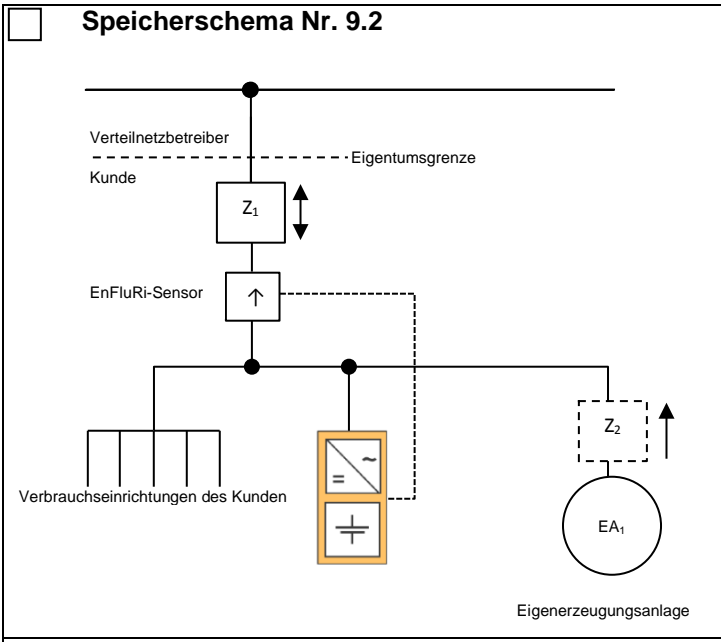 Speicherschema Nr. 9.2
Verteilnetzbetreiber
Eigentumsgrenze
Kunde
Z₁
EnFluRi-Sensor
↑
Z₂
~
=
Verbrauchseinrichtungen des Kunden
EA₁
Eigenerzeugungsanlage